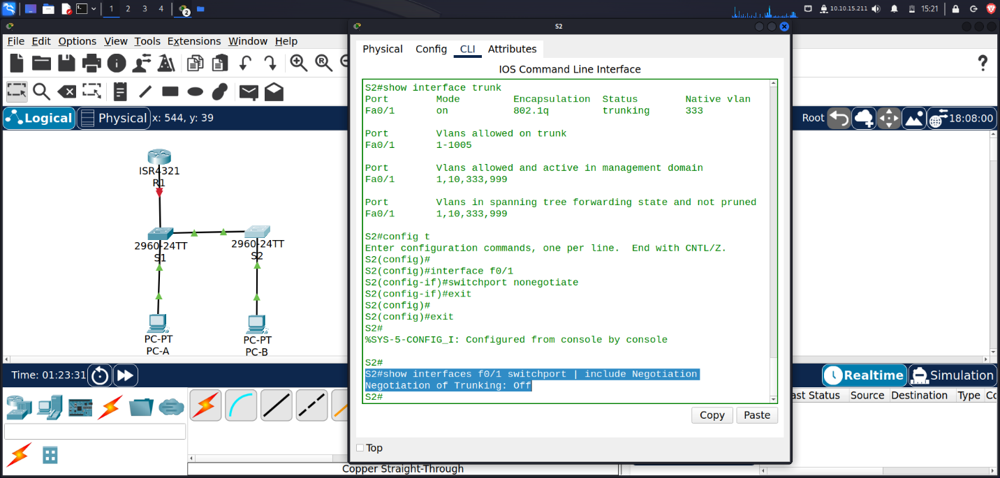 1 2 3 4 2 10.10.15.211 15:21
S2
File Edit Options View Tools Extensions Window Help
Physical Config CLI Attributes
IOS Command Line Interface
Logical Physical x: 544, y: 39
Root 18:08:00
ISR4321
R1
2960-24TT
S1
2960-24TT
S2
PC-PT
PC-A
PC-PT
PC-B
S2#show interface trunk
Port Mode Encapsulation Status Native vlan
Fa0/1 on 802.1q trunking 333
Port Vlans allowed on trunk
Fa0/1 1-1005
Port Vlans allowed and active in management domain
Fa0/1 1,10,333,999
Port Vlans in spanning tree forwarding state and not pruned
Fa0/1 1,10,333,999
S2#config t
Enter configuration commands, one per line. End with CNTL/Z.
S2(config)#
S2(config)#interface f0/1
S2(config-if)#switchport nonegotiate
S2(config-if)#exit
S2(config)#
S2(config)#exit
S2#
%SYS-5-CONFIG_I: Configured from console by console
S2#
S2#show interfaces f0/1 switchport | include Negotiation
Negotiation of Trunking: Off
S2#
Copy Paste
Top
Time: 01:23:31
Realtime Simulation
ast Status Source Destination Type Co
Copper Straight-Through